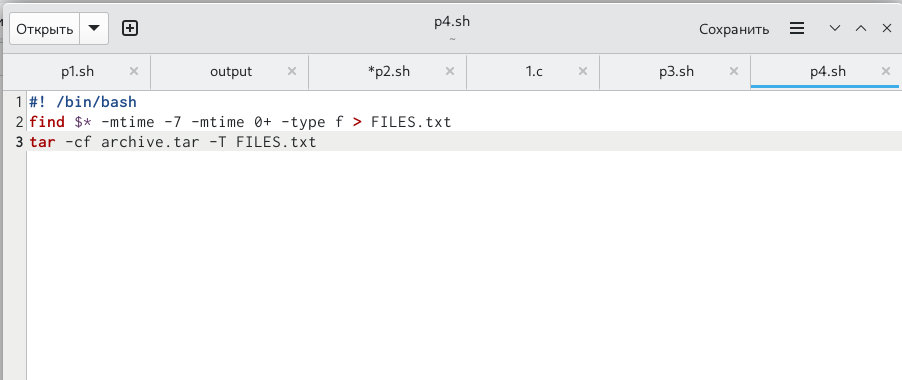 Открыть
p4.sh
~
Сохранить
p1.sh
output
*p2.sh
1.c
p3.sh
p4.sh
1 #! /bin/bash
2 find $* -mtime -7 -mtime 0+ -type f > FILES.txt
3 tar -cf archive.tar -T FILES.txt